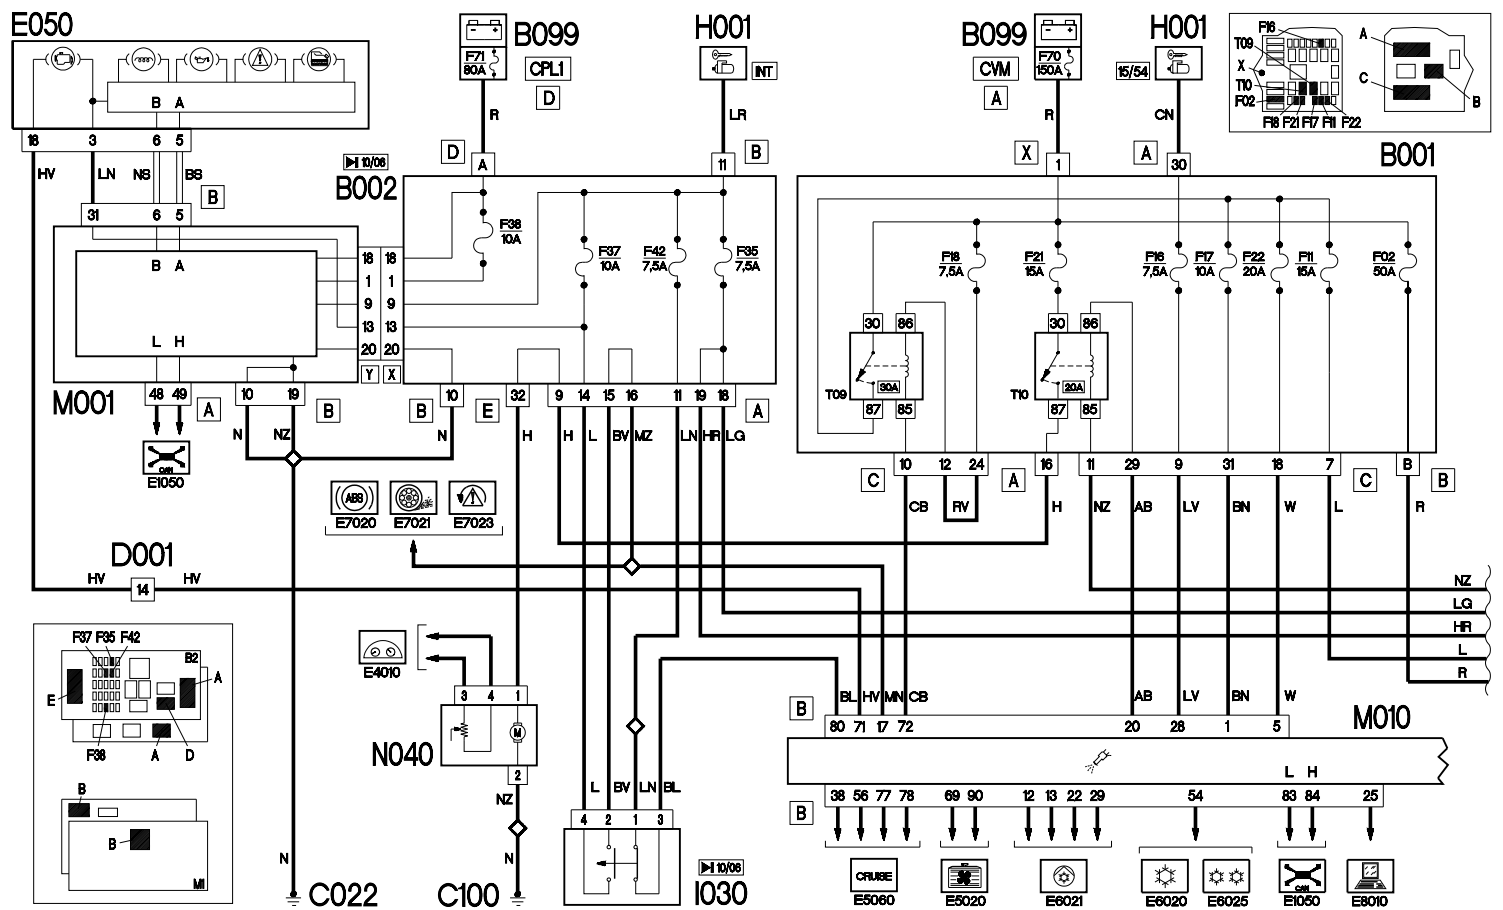 E050
B A
18 3 6 5
HV LN NS BS
B
31 6 5
B A
L H
48 49 10 19
A B
M001
N NZ
CAN
E1050
18 18
1 1
9 9
13 13
20 20
Y X
F71
80A
B099
CPL1
D
R
D A
10/06
B002
H001
INT
LR
11 B
F38
10A
F37
10A
F42
7,5A
F35
7,5A
10 32 9 14 15 16 11 19 18
B E A
N H H L BV MZ LN HR LG
ABS
E7020 E7021 E7023
B099
CVM
A
F70
150A
R
X 1
H001
15/54
CN
A 30
F16
T09
X
T10
F02
F18 F21 F17 F11 F22
A
C
B
B001
F18
7,5A
F21
15A
F16
7,5A
F17
10A
F22
20A
F11
15A
F02
50A
30 86
T09
30A
87 85
30 86
T10
20A
87 85
10 12 24 16 11 29 9 31 18 7 B
C A C B
CB RV H NZ AB LV BN W L R
D001
HV 14 HV
NZ
LG
HR
L
R
F37 F35 F42
B2
E
A
F38 A D
B
B
M1
E4010
3 4 1
M
N040
2
NZ
N
C100
N
C022
L BV LN BL
4 2 1 3
10/06
I030
BL HV MN CB AB LV BN W
B
80 71 17 72 20 28 1 5
M010
L H
38 56 77 78 69 90 12 13 22 29 54 83 84 25
B
CRUISE
E5060
E5020
E6021
E6020
E6025
CAN
E1050
E8010